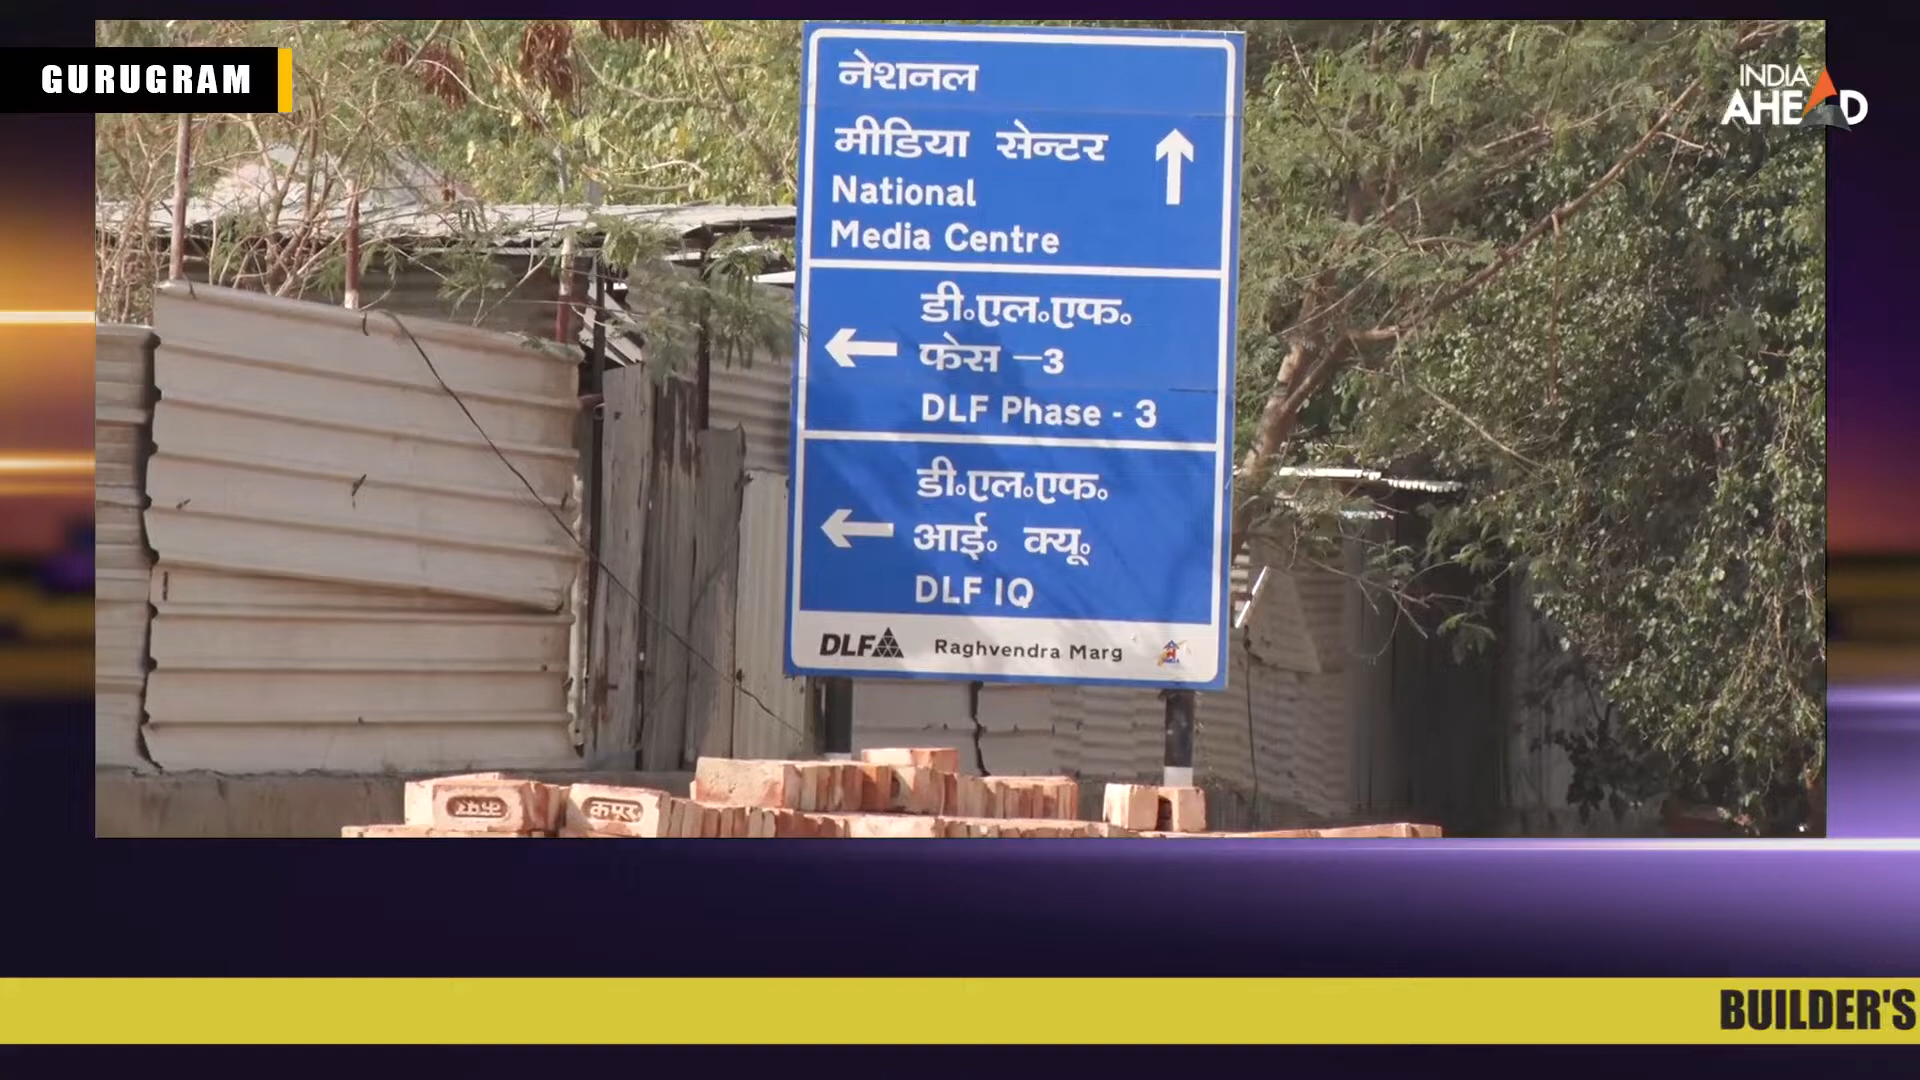 GURUGRAM
INDIA
AHEAD
नेशनल
मीडिया सेन्टर
National
Media Centre
डी॰एल॰एफ॰
फेस –3
DLF Phase - 3
डी॰एल॰एफ॰
आई॰ क्यू॰
DLF IQ
DLF Raghvendra Marg
कमर
BUILDER'S